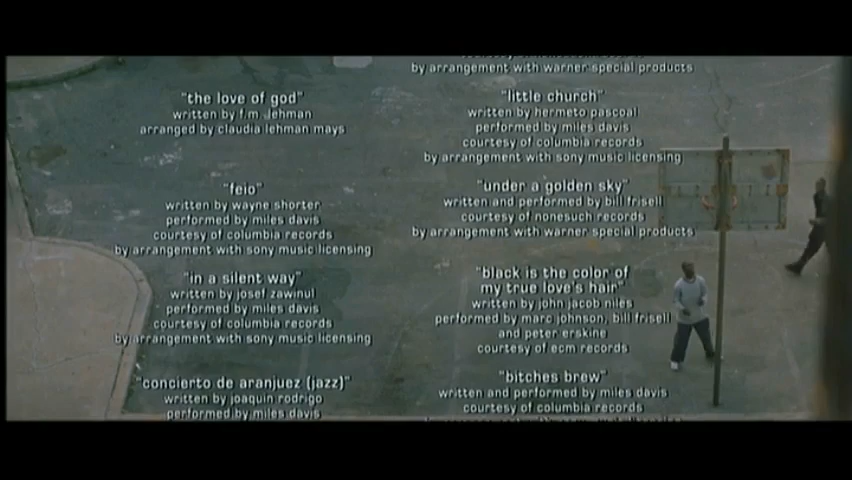 "the love of god"
written by f.m. lehman
arranged by claudia lehman mays
"feio"
written by wayne shorter
performed by miles davis
courtesy of columbia records
by arrangement with sony music licensing
"in a silent way"
written by josef zawinul
performed by miles davis
courtesy of columbia records
by arrangement with sony music licensing
"concierto de aranjuez (jazz)"
written by joaquin rodrigo
performed by miles davis
by arrangement with warner special products
"little church"
written by hermeto pascoal
performed by miles davis
courtesy of columbia records
by arrangement with sony music licensing
"under a golden sky"
written and performed by bill frisell
courtesy of nonesuch records
by arrangement with warner special products
"black is the color of
my true love's hair"
written by john jacob niles
performed by marc johnson, bill frisell
and peter erskine
courtesy of ecm records
"bitches brew"
written and performed by miles davis
courtesy of columbia records